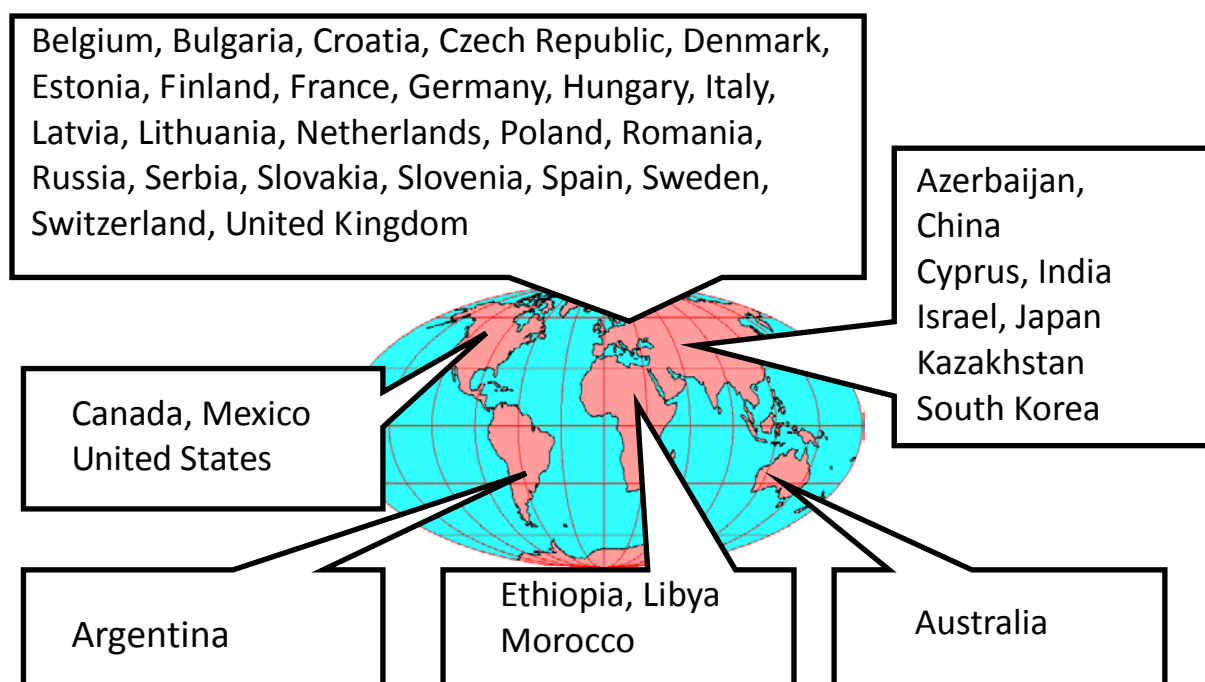 Belgium, Bulgaria, Croatia, Czech Republic, Denmark,
Estonia, Finland, France, Germany, Hungary, Italy,
Latvia, Lithuania, Netherlands, Poland, Romania,
Russia, Serbia, Slovakia, Slovenia, Spain, Sweden,
Switzerland, United Kingdom
Azerbaijan,
China
Cyprus, India
Israel, Japan
Kazakhstan
South Korea
Canada, Mexico
United States
Argentina
Ethiopia, Libya
Morocco
Australia